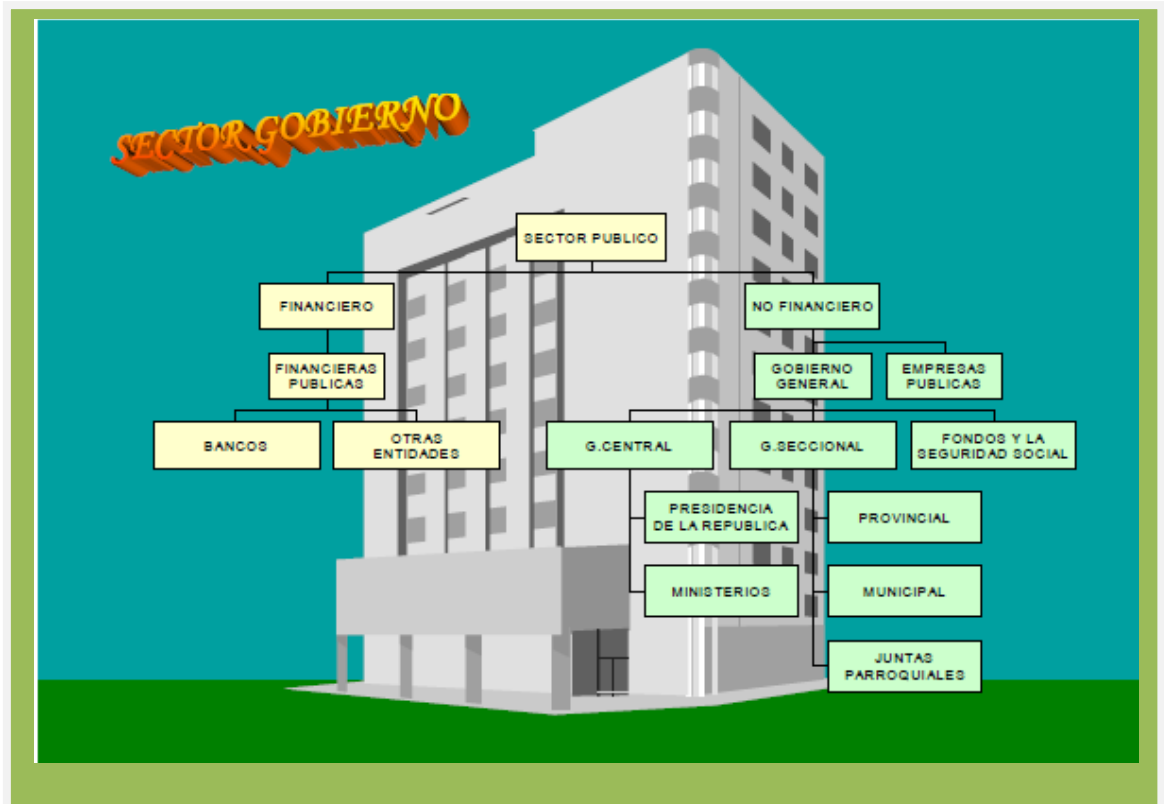 SECTOR GOBIERNO
SECTOR PUBLICO
FINANCIERO
NO FINANCIERO
FINANCIERAS
PUBLICAS
GOBIERNO
GENERAL
EMPRESAS
PUBLICAS
BANCOS
OTRAS
ENTIDADES
G.CENTRAL
G.SECCIONAL
FONDOS Y LA
SEGURIDAD SOCIAL
PRESIDENCIA
DE LA REPUBLICA
PROVINCIAL
MINISTERIOS
MUNICIPAL
JUNTAS
PARROQUIALES